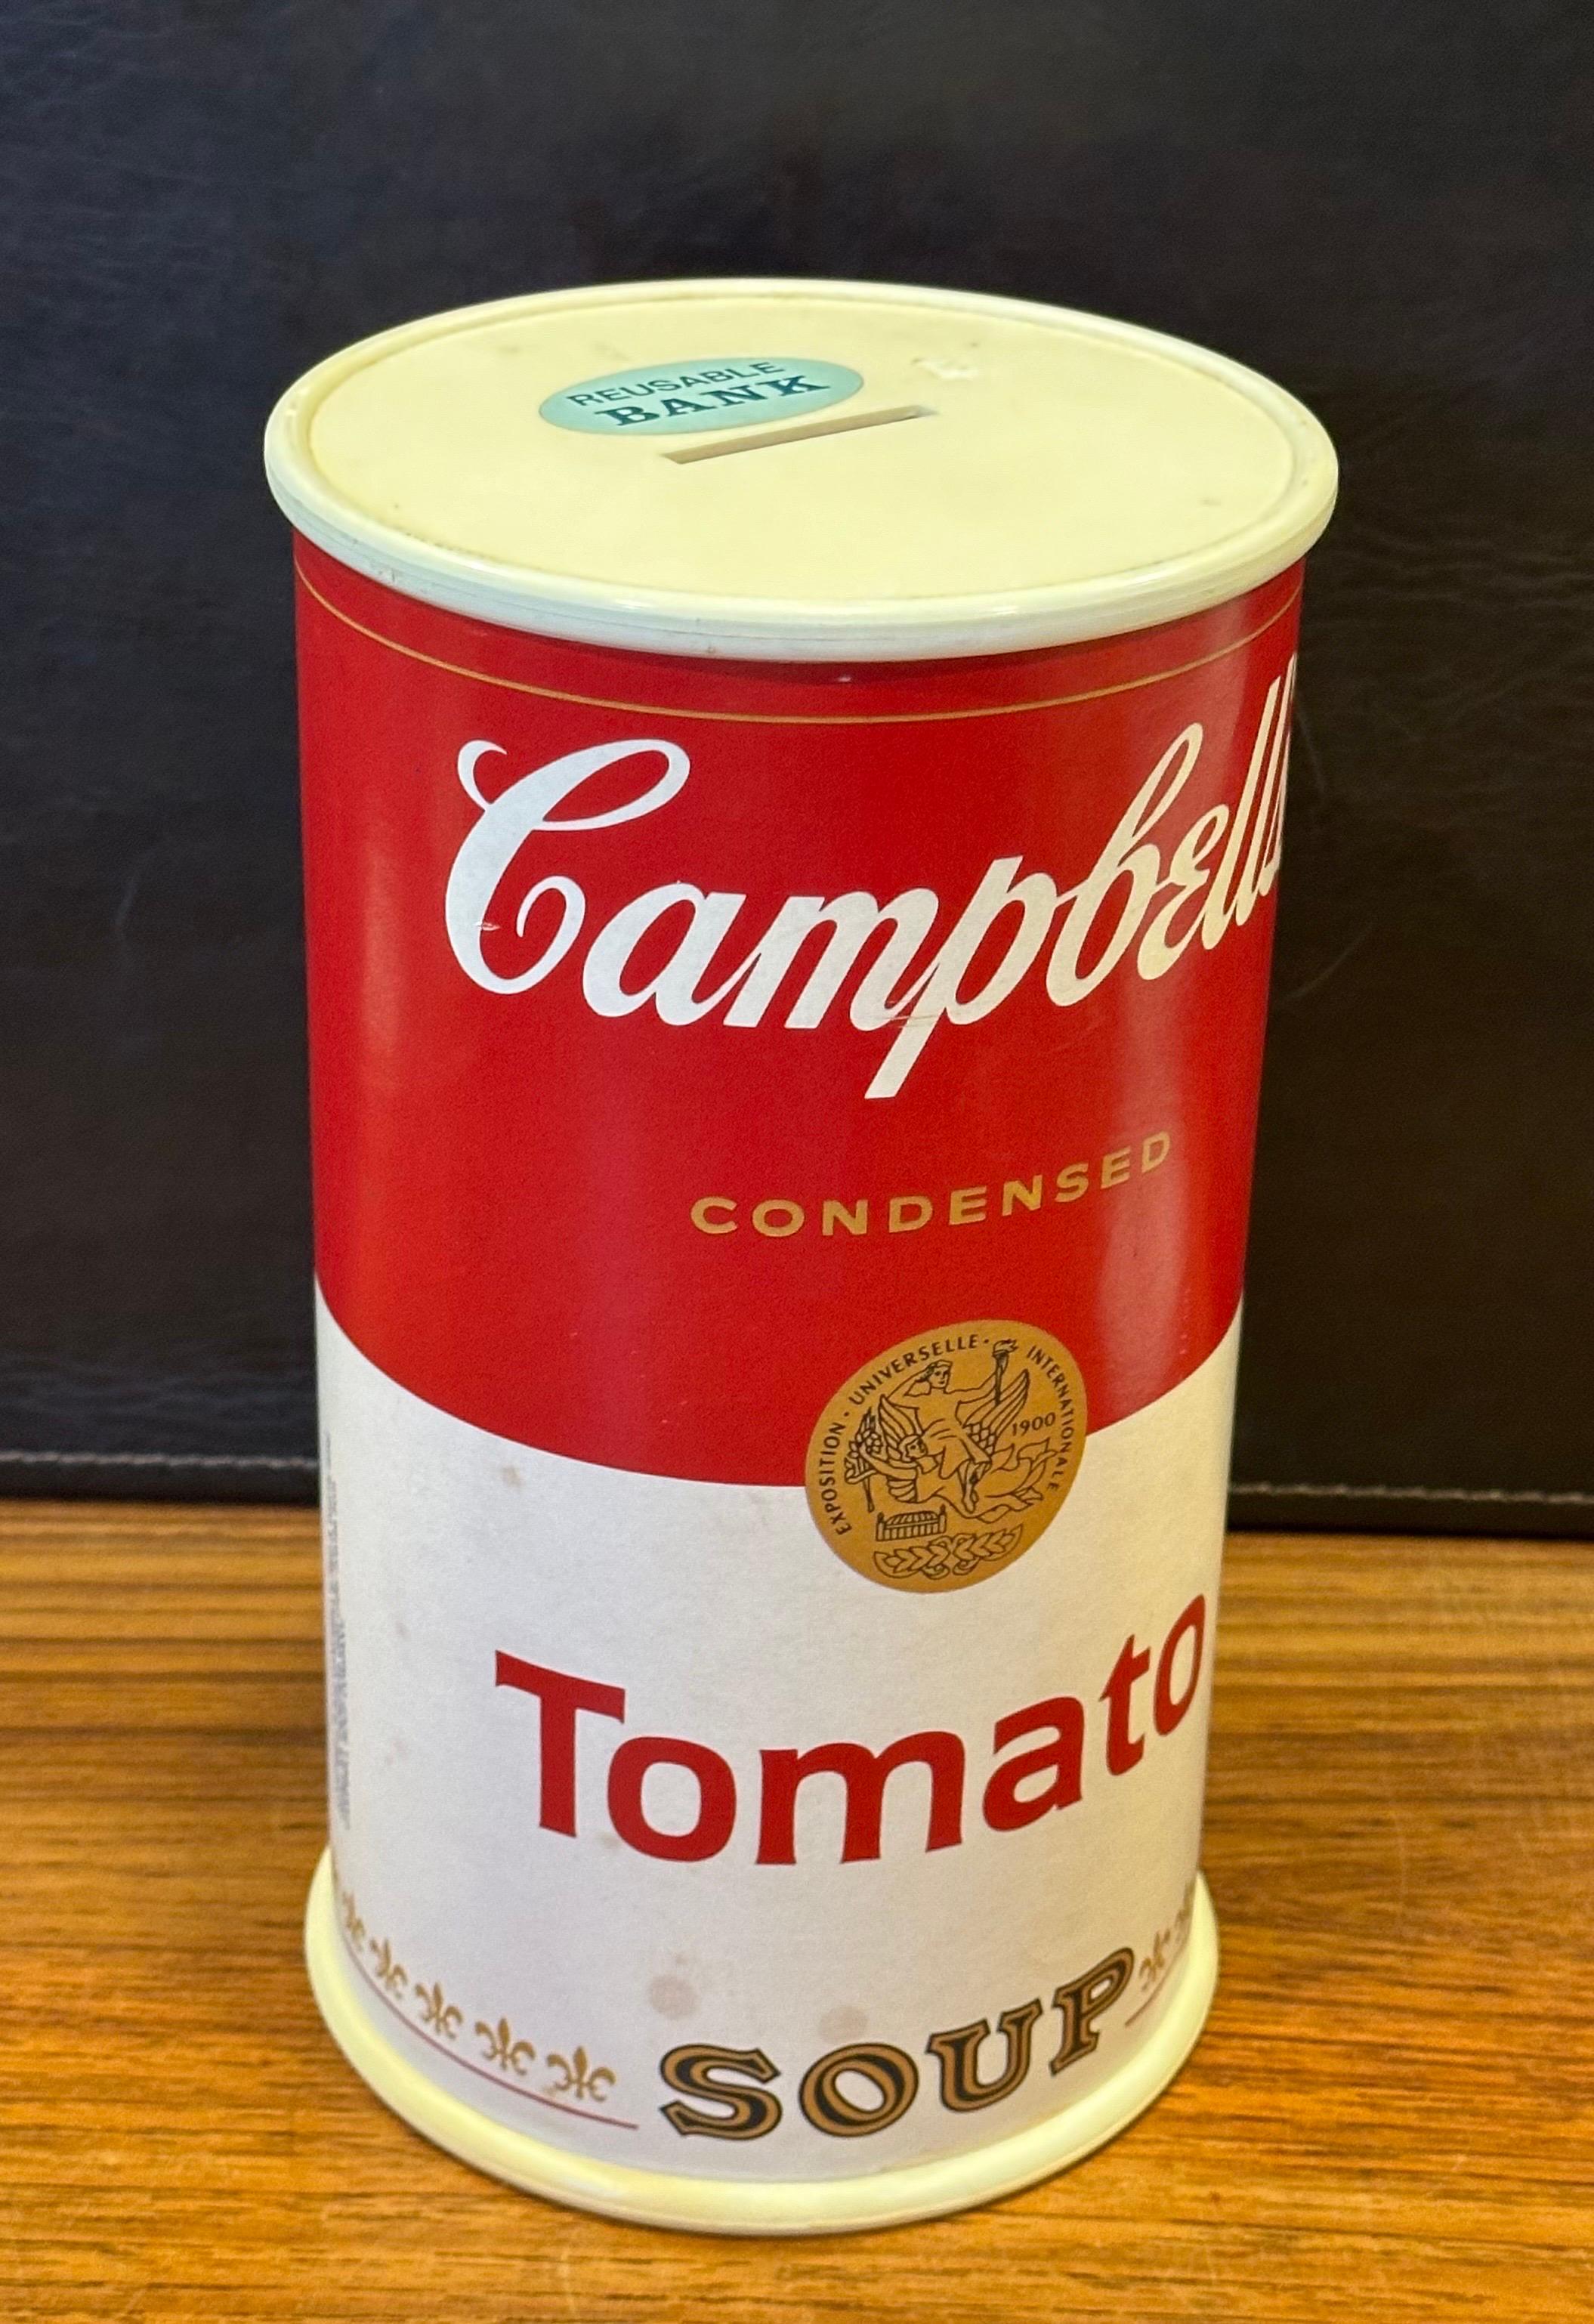 REUSABLE
BANK
Campbell
CONDENSED
EXPOSITION · UNIVERSELLE · INTERNATIONALE
1900
Tomato
SOUP